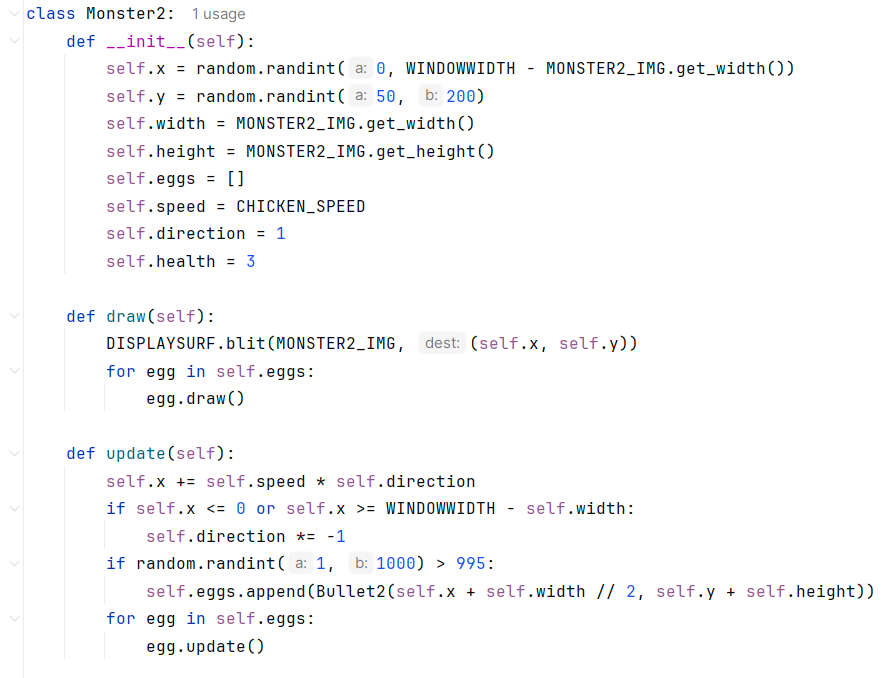 class Monster2:  1 usage
    def __init__(self):
        self.x = random.randint( a: 0, WINDOWWIDTH - MONSTER2_IMG.get_width())
        self.y = random.randint( a: 50,  b: 200)
        self.width = MONSTER2_IMG.get_width()
        self.height = MONSTER2_IMG.get_height()
        self.eggs = []
        self.speed = CHICKEN_SPEED
        self.direction = 1
        self.health = 3
    def draw(self):
        DISPLAYSURF.blit(MONSTER2_IMG,  dest: (self.x, self.y))
        for egg in self.eggs:
            egg.draw()
    def update(self):
        self.x += self.speed * self.direction
        if self.x <= 0 or self.x >= WINDOWWIDTH - self.width:
            self.direction *= -1
        if random.randint( a: 1,  b: 1000) > 995:
            self.eggs.append(Bullet2(self.x + self.width // 2, self.y + self.height))
        for egg in self.eggs:
            egg.update()